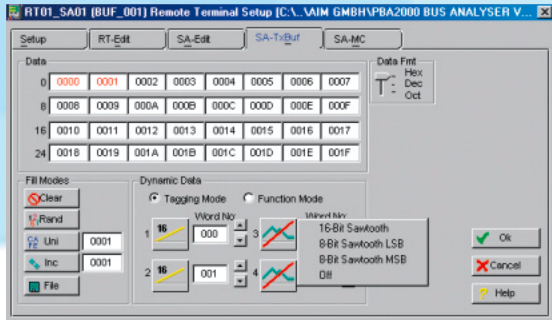 RT01_SA01 (BUF_001) Remote Terminal Setup [C:\...\AIM GMBH\PBA2000 BUS ANALYSER V...
Setup RT-Edit SA-Edit SA-TxBuf SA-MC
Data Data Fmt
0 0000 0001 0002 0003 0004 0005 0006 0007 Hex
Dec
Oct
8 0008 0009 000A 000B 000C 000D 000E 000F
16 0010 0011 0012 0013 0014 0015 0016 0017
24 0018 0019 001A 001B 001C 001D 001E 001F
Fill Modes Dynamic Data
Clear Tagging Mode Function Mode
Rand Word No: Word No:
1 16 000 3 16-Bit Sawtooth
8-Bit Sawtooth LSB
8-Bit Sawtooth MSB
Off
Uni 0001 Ok
Inc 0001 2 16 001 4 Cancel
File Help